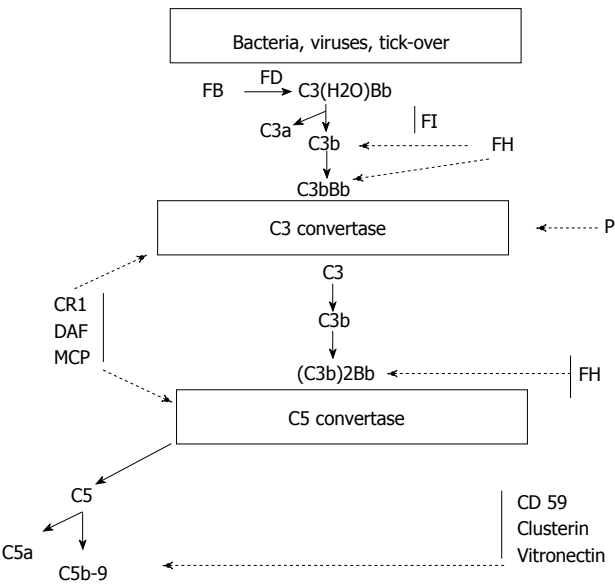 Bacteria, viruses, tick-over
FD
FB
C3(H2O)Bb
C3a
FI
C3b
FH
C3bBb
C3 convertase
P
C3
CR1
C3b
DAF
MCP
(C3b)2Bb
FH
C5 convertase
C5
CD 59
Clusterin
C5a
Vitronectin
C5b-9